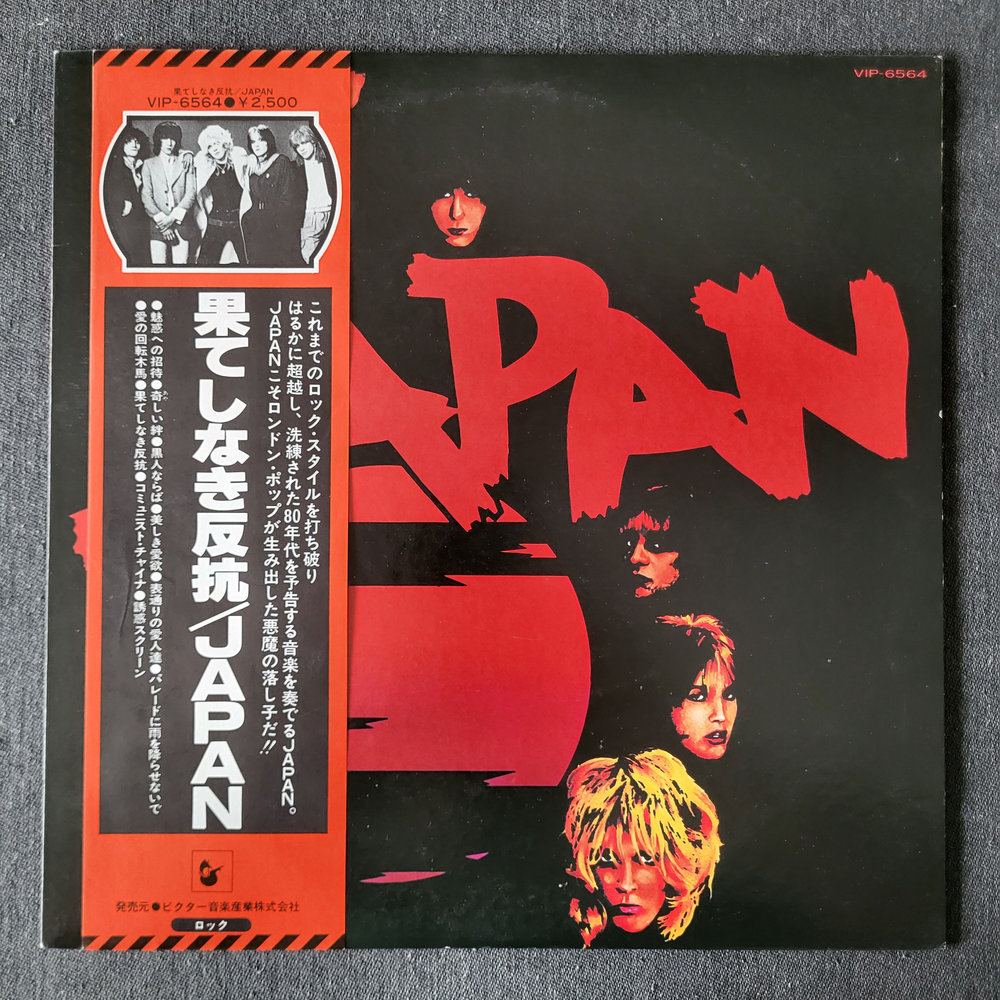 果てしなき反抗/JAPAN
VIP-6564●￥2,500
VIP-6564
JAPAN
これまでのロック・スタイルを打ち破り
はるかに超越し、洗練された80年代を予告する音楽を奏でるJAPAN。
JAPANこそロンドン・ポップが生み出した悪魔の落し子だ!!
果てしなき反抗/JAPAN
●魅惑への招待●奇しい絆●黒人ならば●美しき愛欲●表通りの愛人達●パレードに雨を降らせないで
●愛の回転木馬●果てしなき反抗●コミュニスト・チャイナ●誘惑スクリーン
発売元●ビクター音楽産業株式会社
ロック